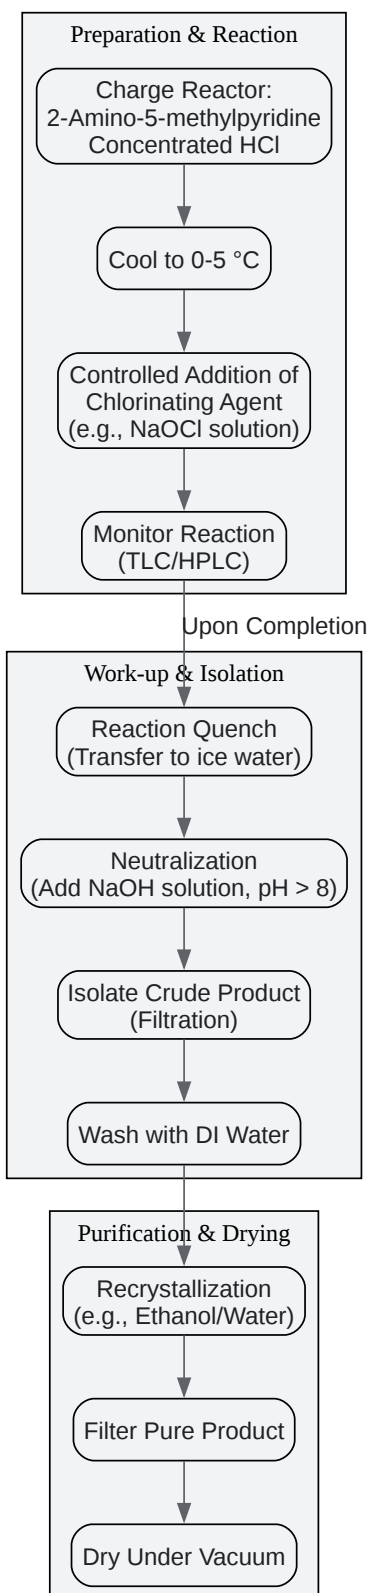 Preparation & Reaction
Charge Reactor:
2-Amino-5-methylpyridine
Concentrated HCl
Cool to 0-5 °C
Controlled Addition of
Chlorinating Agent
(e.g., NaOCl solution)
Monitor Reaction
(TLC/HPLC)
Upon Completion
Work-up & Isolation
Reaction Quench
(Transfer to ice water)
Neutralization
(Add NaOH solution, pH > 8)
Isolate Crude Product
(Filtration)
Wash with DI Water
Purification & Drying
Recrystallization
(e.g., Ethanol/Water)
Filter Pure Product
Dry Under Vacuum